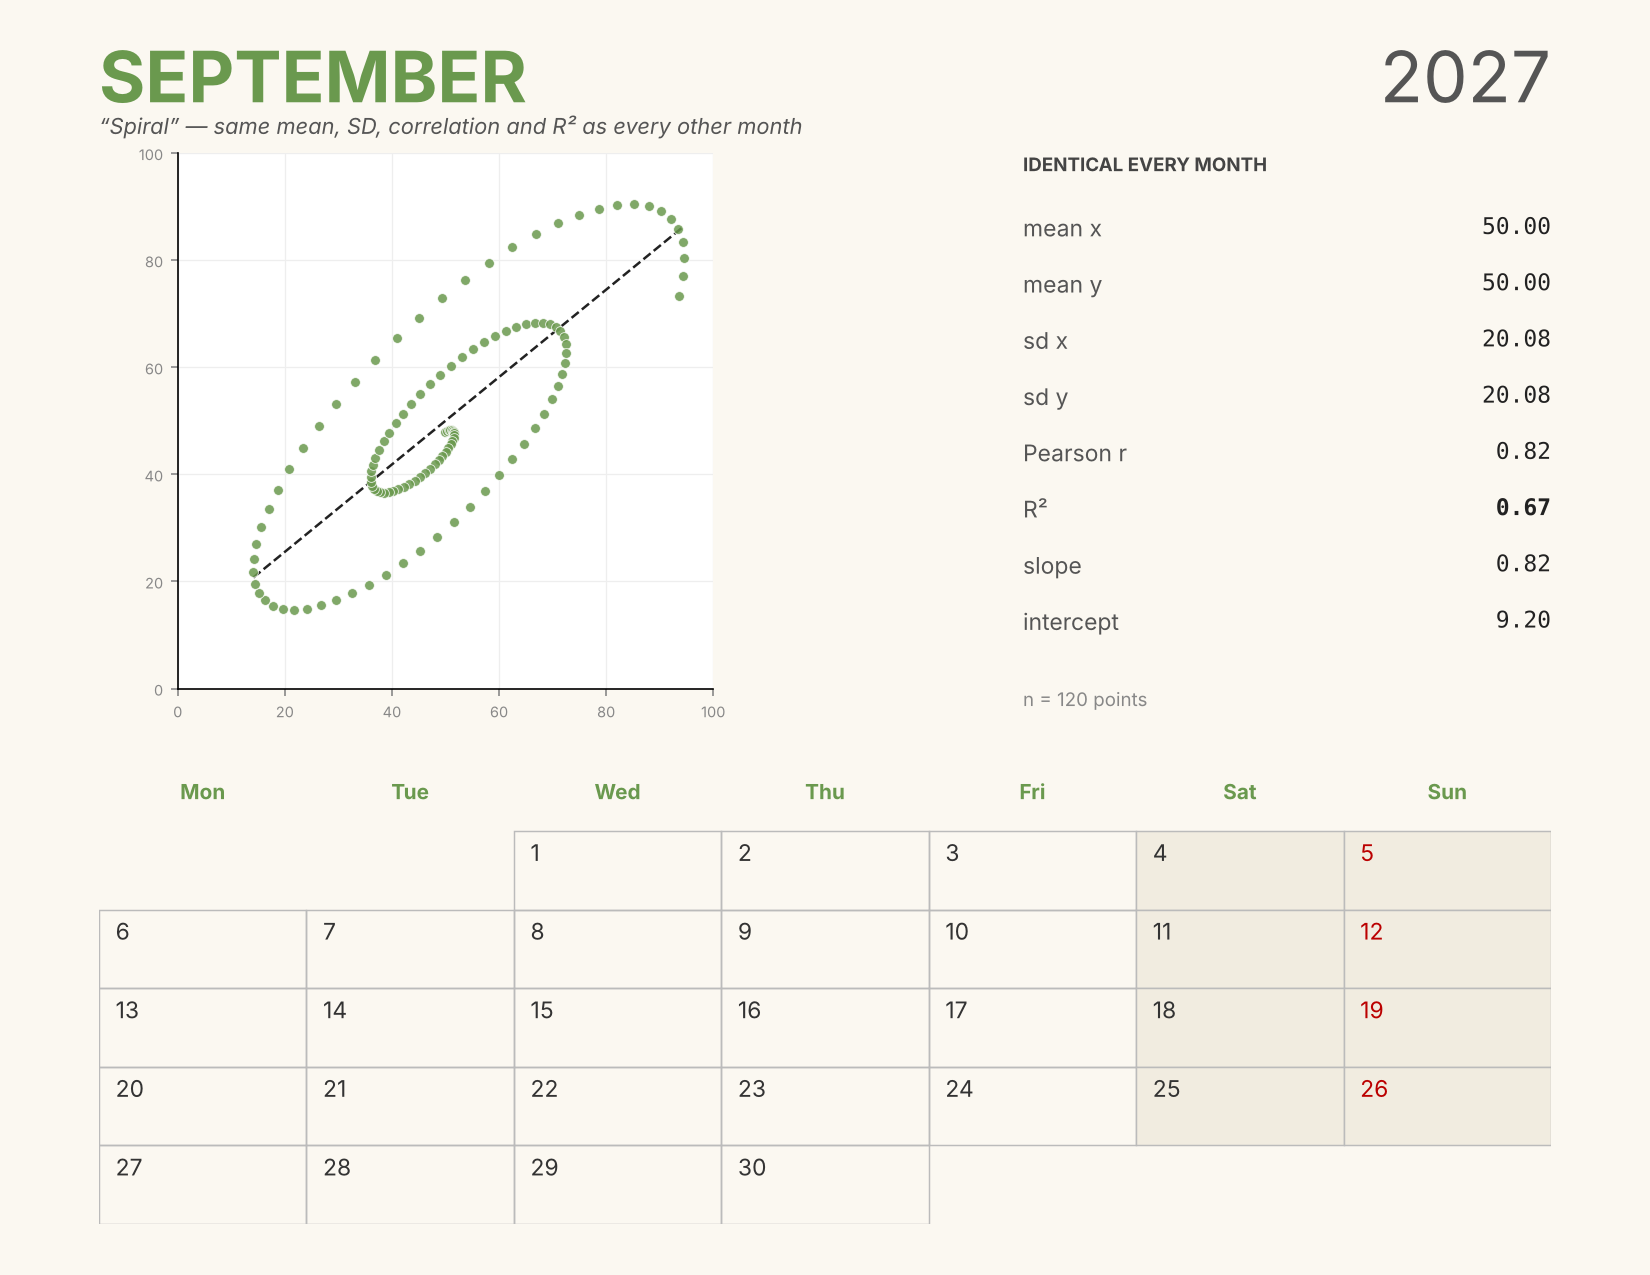 SEPTEMBER 2027
“Spiral” — same mean, SD, correlation and R² as every other month
100
80
60
40
20
0
0 20 40 60 80 100
IDENTICAL EVERY MONTH
mean x 50.00
mean y 50.00
sd x 20.08
sd y 20.08
Pearson r 0.82
R² 0.67
slope 0.82
intercept 9.20
n = 120 points
Mon Tue Wed Thu Fri Sat Sun
1 2 3 4 5
6 7 8 9 10 11 12
13 14 15 16 17 18 19
20 21 22 23 24 25 26
27 28 29 30